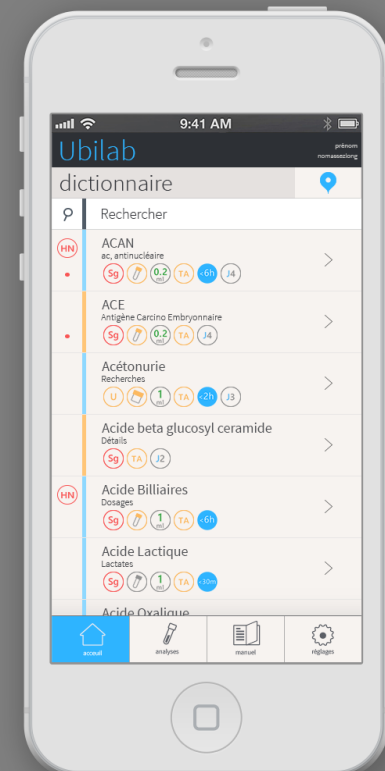 9:41 AM
Ubilab
prénom
nomassezlong
dictionnaire
Rechercher
HN
ACAN
ac, antinucléaire
Sg 0.2 ml TA <6h J4
ACE
Antigène Carcino Embryonnaire
Sg 0.2 ml TA J4
Acétonurie
Recherches
U 1 ml TA <2h J3
Acide beta glucosyl ceramide
Détails
Sg TA J2
HN
Acide Billiaires
Dosages
Sg 1 ml TA <6h
Acide Lactique
Lactates
Sg 1 ml TA <30m
Acide Oxalique
acceuil
analyses
manuel
réglages